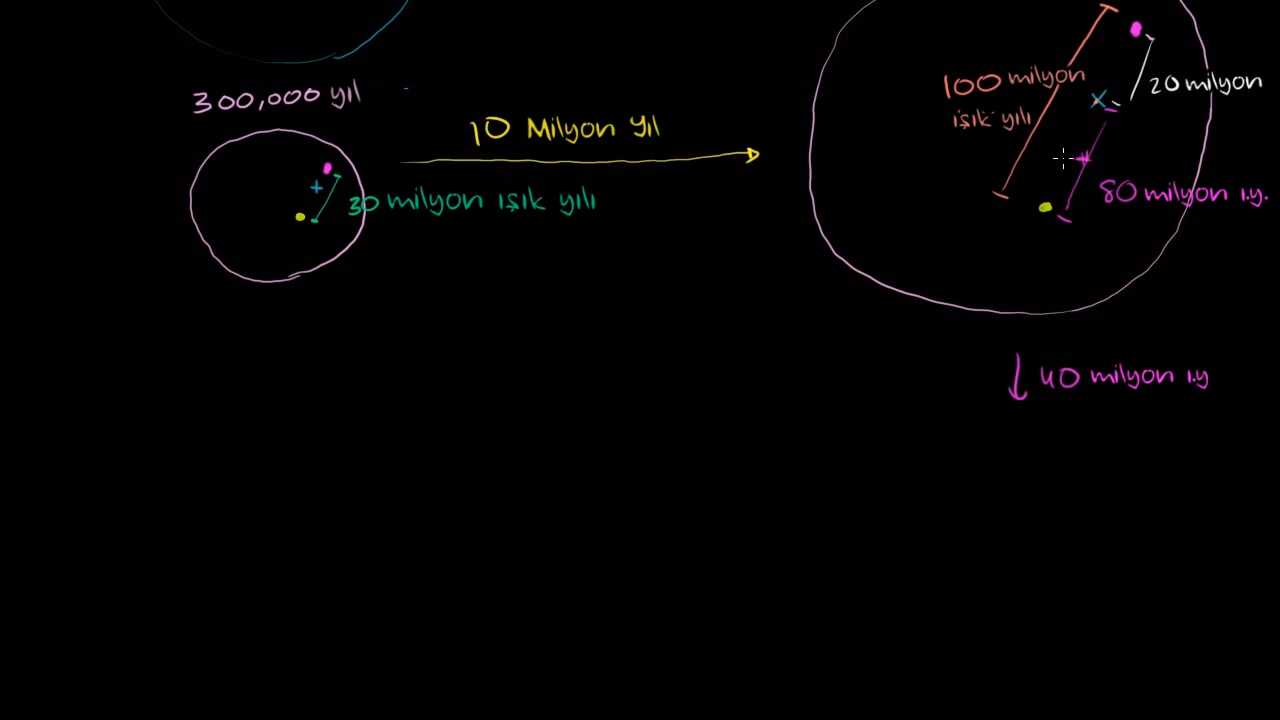 300,000 yıl
10 Milyon Yıl
30 milyon ışık yılı
100 milyon
ışık yılı
20 milyon
80 milyon ı.y.
40 milyon ı.y